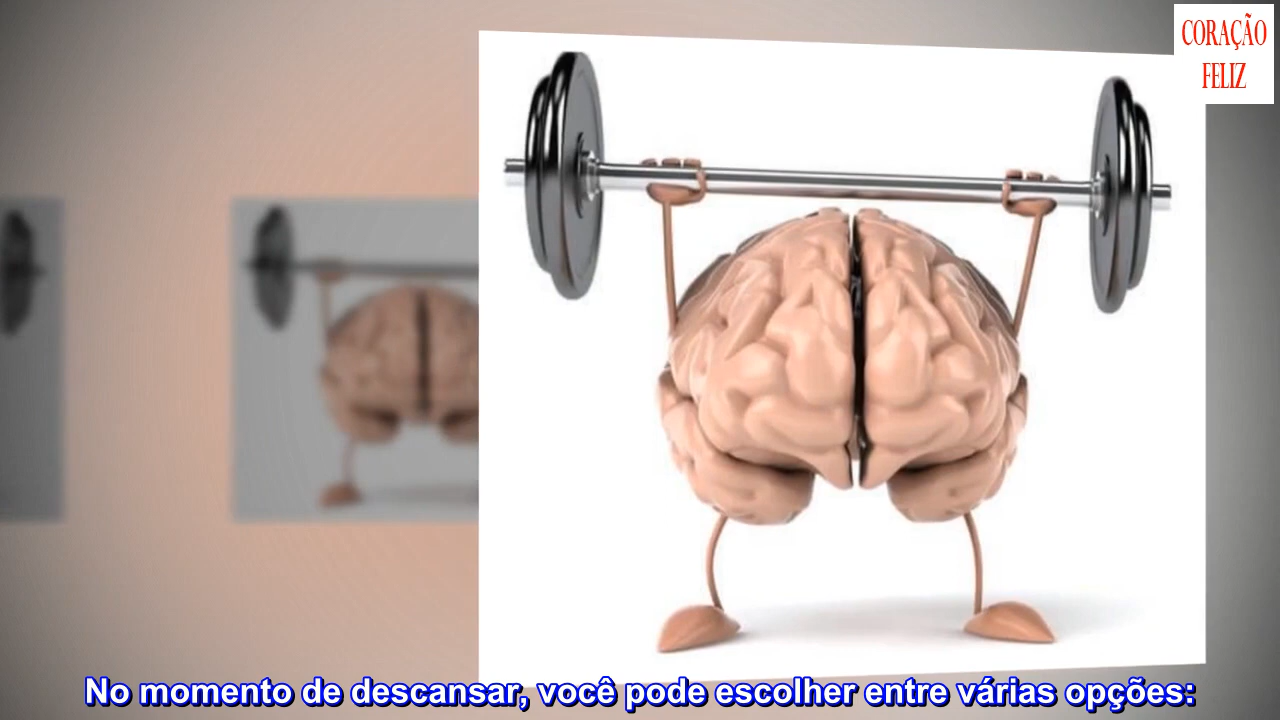 CORAÇÃO
FELIZ
No momento de descansar, você pode escolher entre várias opções: